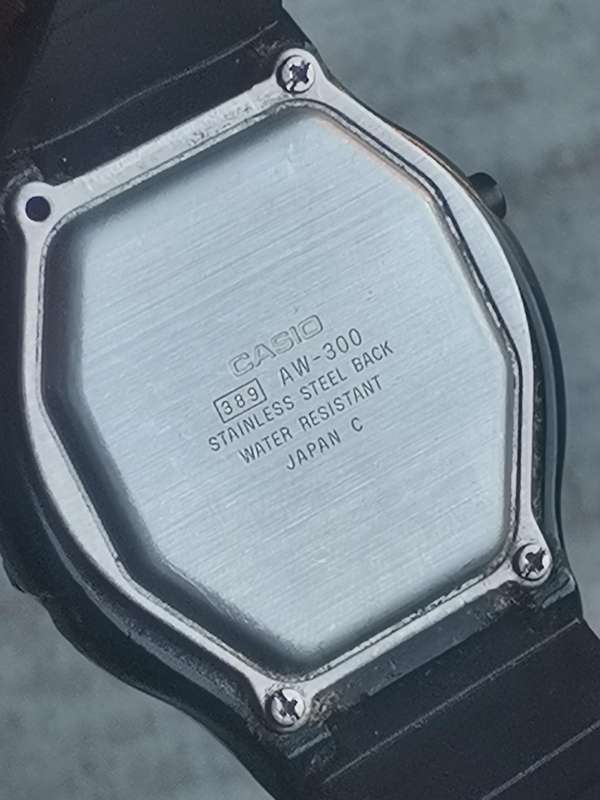 CASIO
389 AW-300
STAINLESS STEEL BACK
WATER RESISTANT
JAPAN C